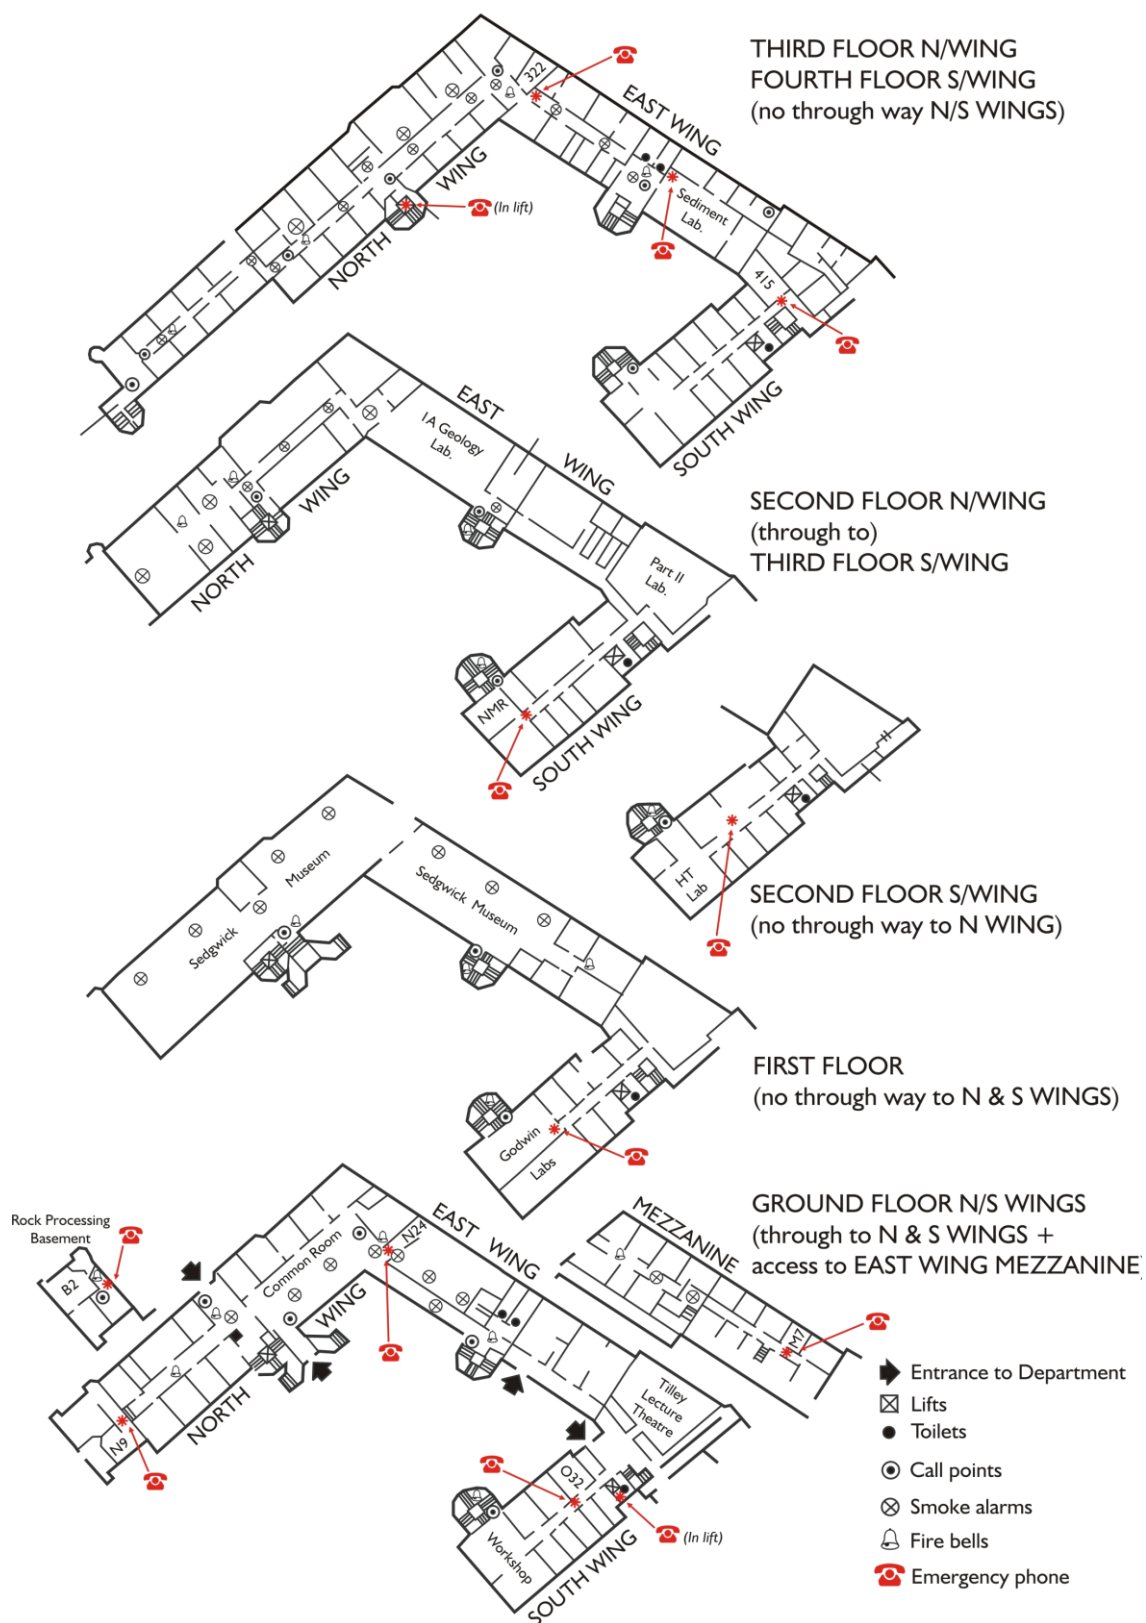 THIRD FLOOR N/WING
FOURTH FLOOR S/WING
(no through way N/S WINGS)
322
EAST WING
WING
(In lift)
NORTH
Sediment
Lab.
415
SOUTH WING
EAST
1A Geology
Lab.
WING
WING
NORTH
SECOND FLOOR N/WING
(through to)
THIRD FLOOR S/WING
Part II
Lab.
NMR
SOUTH WING
HT
Lab
SECOND FLOOR S/WING
(no through way to N WING)
Museum
Sedgwick
Sedgwick Museum
FIRST FLOOR
(no through way to N & S WINGS)
Godwin
Labs
Rock Processing
Basement
B2
Common Room
N24
EAST WING
MEZZANINE
GROUND FLOOR N/S WINGS
(through to N & S WINGS +
access to EAST WING MEZZANINE)
M7
WING
NORTH
N9
Tilley
Lecture
Theatre
O32
Workshop
(In lift)
SOUTH WING
Entrance to Department
Lifts
Toilets
Call points
Smoke alarms
Fire bells
Emergency phone